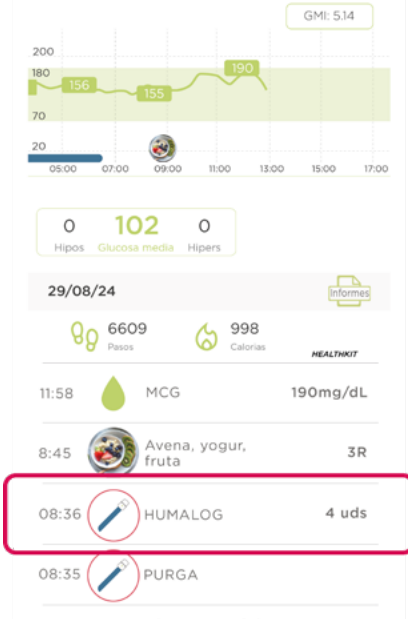 GMI: 5.14
200
180
156
155
190
70
20
05:00 07:00 09:00 11:00 13:00 15:00 17:00
0 102 0
Hipos Glucosa media Hipers
29/08/24 Informes
6609 998
Pasos Calorias
HEALTHKIT
11:58 MCG 190mg/dL
8:45 Avena, yogur, 3R
fruta
08:36 HUMALOG 4 uds
08:35 PURGA